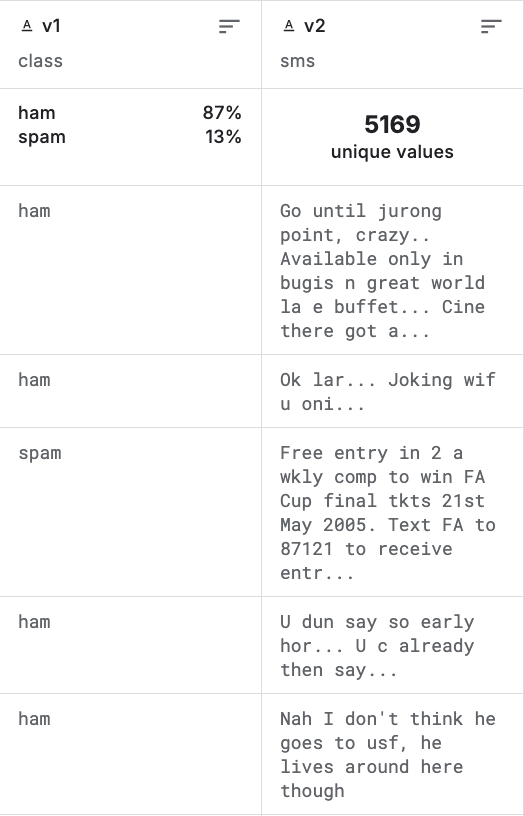 v1
class
ham 87%
spam 13%
v2
sms
5169
unique values
ham
Go until jurong
point, crazy..
Available only in
bugis n great world
la e buffet... Cine
there got a...
ham
Ok lar... Joking wif
u oni...
spam
Free entry in 2 a
wkly comp to win FA
Cup final tkts 21st
May 2005. Text FA to
87121 to receive
entr...
ham
U dun say so early
hor... U c already
then say...
ham
Nah I don't think he
goes to usf, he
lives around here
though